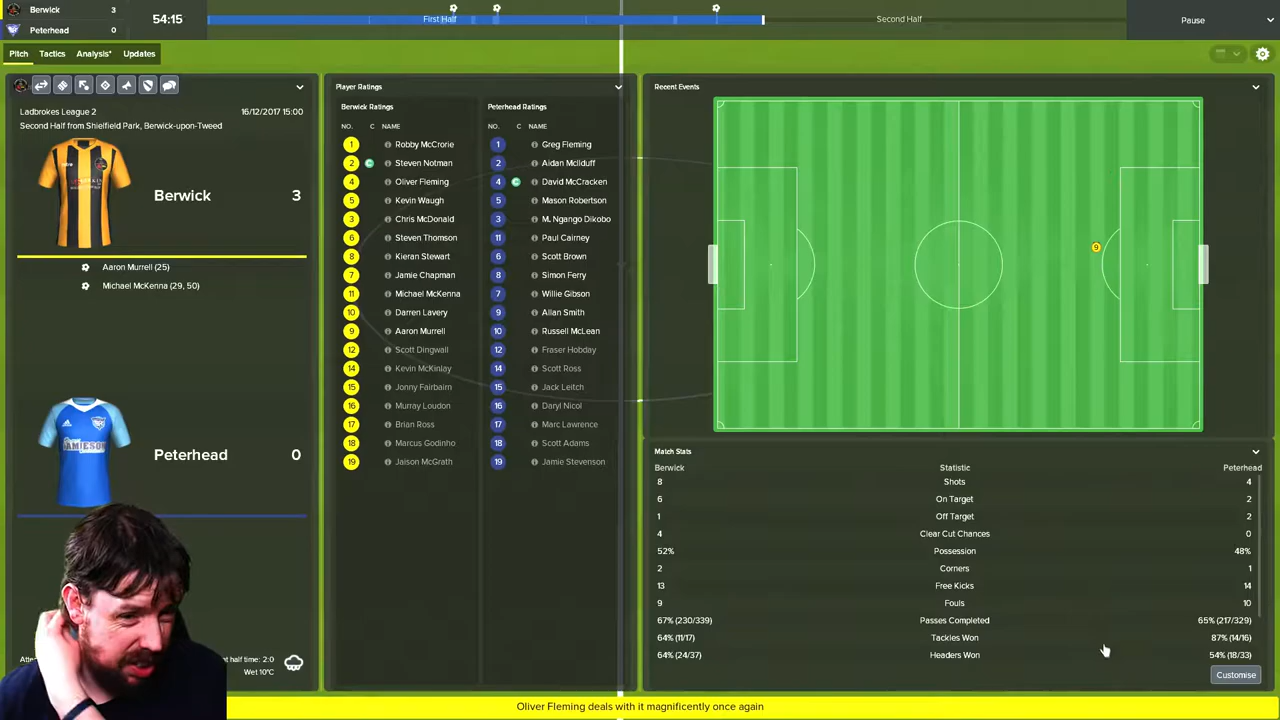 Berwick 3
Peterhead 0
54:15
First Half
Second Half
Pause
Pitch Tactics Analysis* Updates
Ladbrokes League 2 16/12/2017 15:00
Second Half from Shielfield Park, Berwick-upon-Tweed
Berwick 3
Aaron Murrell (25)
Michael McKenna (29, 50)
JAMIESON
Peterhead 0
half time: 2:0
Wet 10°C
Player Ratings
Berwick Ratings Peterhead Ratings
NO. C NAME NO. C NAME
1 Robby McCrorie 1 Greg Fleming
2 C Steven Notman 2 Aidan McIlduff
4 Oliver Fleming 4 C David McCracken
5 Kevin Waugh 5 Mason Robertson
3 Chris McDonald 3 M. Ngango Dikobo
6 Steven Thomson 11 Paul Cairney
8 Kieran Stewart 6 Scott Brown
7 Jamie Chapman 8 Simon Ferry
11 Michael McKenna 7 Willie Gibson
10 Darren Lavery 9 Allan Smith
9 Aaron Murrell 10 Russell McLean
12 Scott Dingwall 12 Fraser Hobday
14 Kevin McKinlay 14 Scott Ross
15 Jonny Fairbairn 15 Jack Leitch
16 Murray Loudon 16 Daryl Nicol
17 Brian Ross 17 Marc Lawrence
18 Marcus Godinho 18 Scott Adams
19 Jaison McGrath 19 Jamie Stevenson
Recent Events
9
Match Stats
Berwick Statistic Peterhead
8 Shots 4
6 On Target 2
1 Off Target 2
4 Clear Cut Chances 0
52% Possession 48%
2 Corners 1
13 Free Kicks 14
9 Fouls 10
67% (230/339) Passes Completed 65% (217/329)
64% (11/17) Tackles Won 87% (14/16)
64% (24/37) Headers Won 54% (18/33)
Customise
Oliver Fleming deals with it magnificently once again